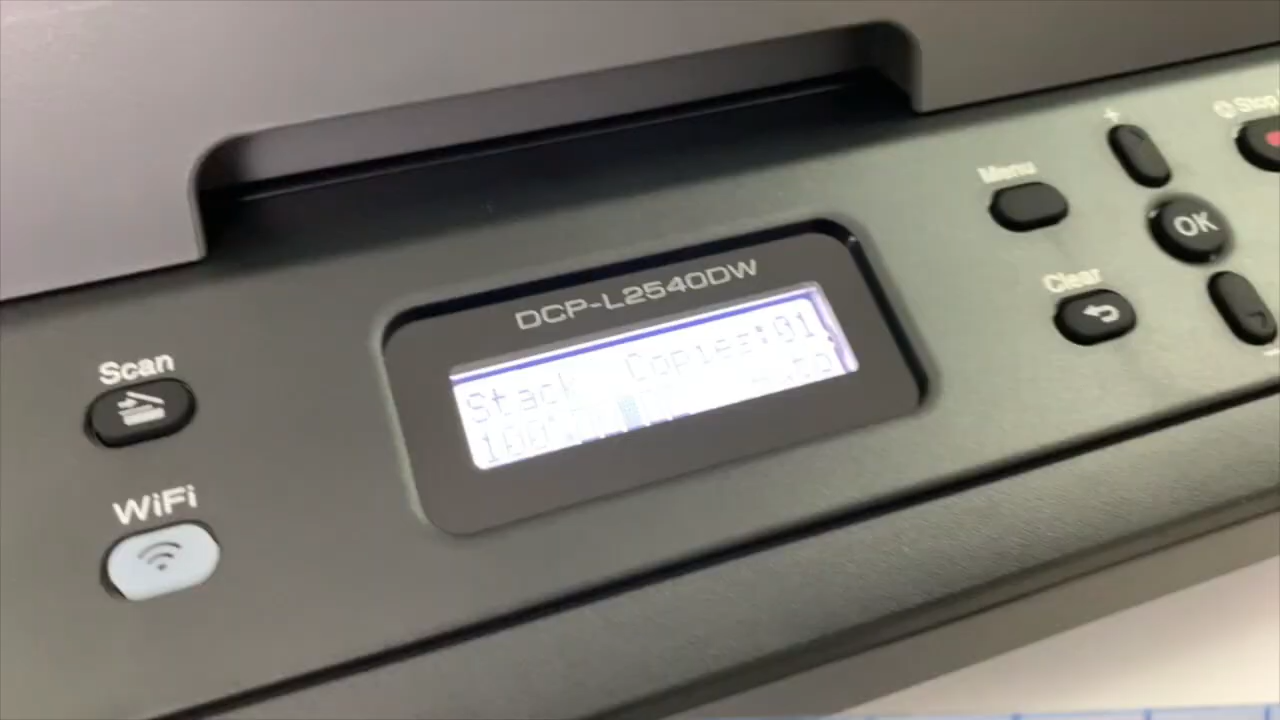 Stop
+
Menu
OK
DCP-L2540DW
Clear
Stack Copies:01
Scan
100%
WiFi